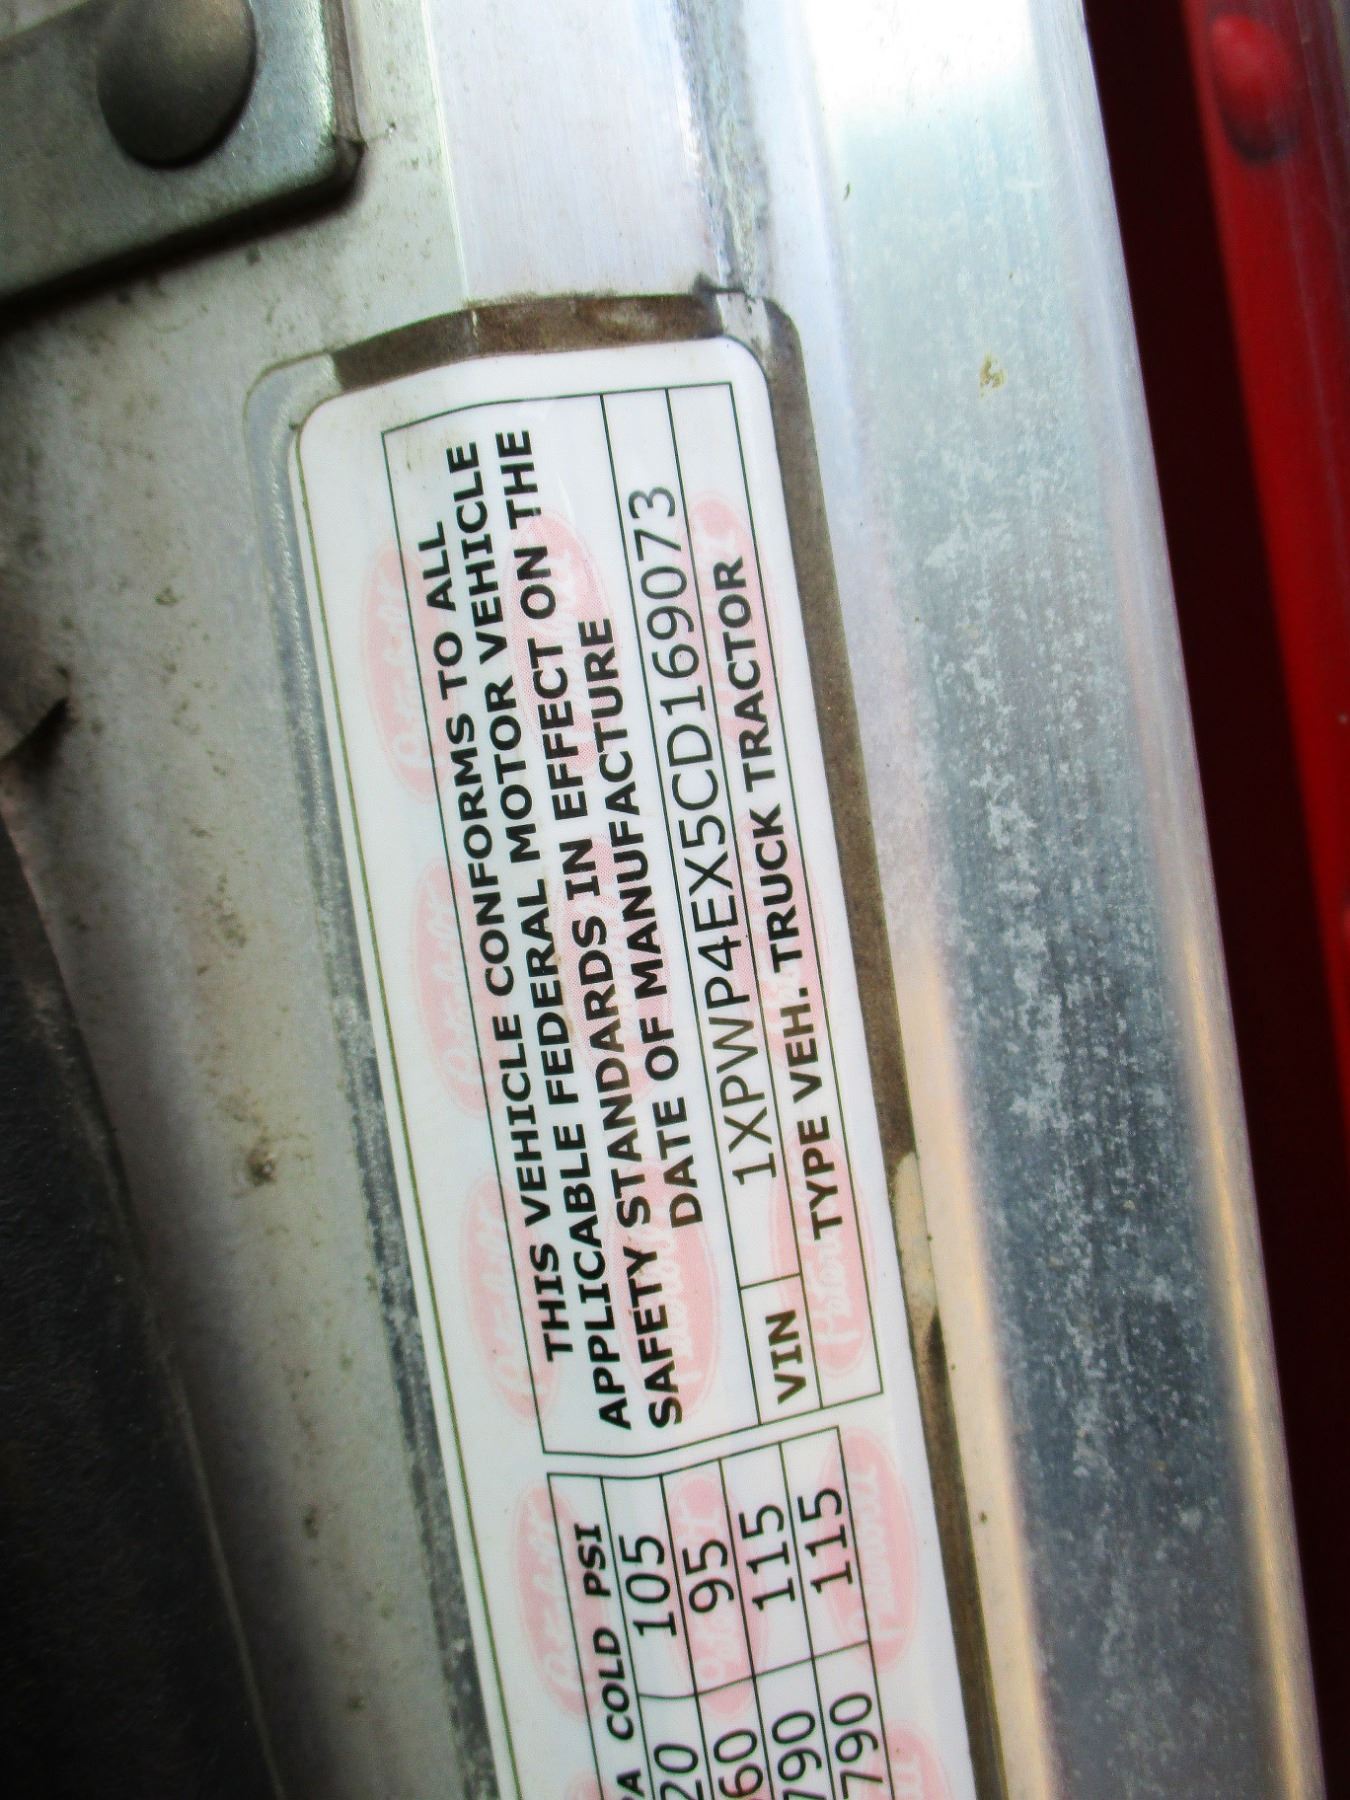 THIS VEHICLE CONFORMS TO ALL
APPLICABLE FEDERAL MOTOR VEHICLE
SAFETY STANDARDS IN EFFECT ON THE
DATE OF MANUFACTURE
VIN 1XPWP4EX5CD169073
TYPE VEH. TRUCK TRACTOR
COLD PSI
105
95
115
115